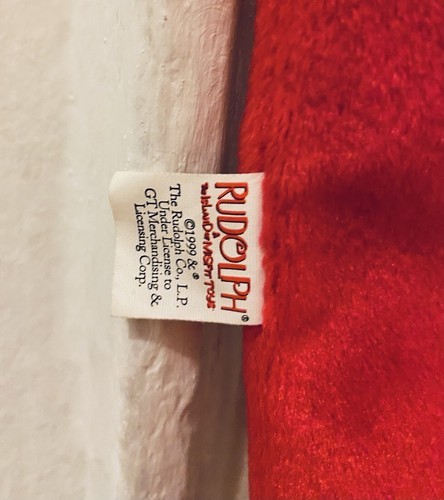 RUDOLPH®
&
The ISLAND of MISFIT TOYS®
©1999 & ®
The Rudolph Co., L.P.
Under License to
GT Merchandising &
Licensing Corp.